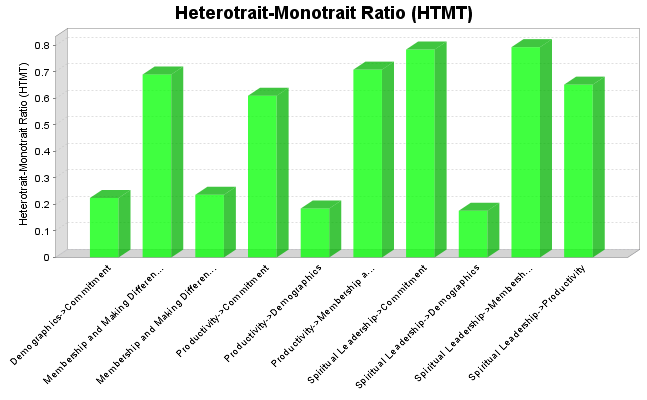 Heterotrait-Monotrait Ratio (HTMT)
Heterotrait-Monotrait Ratio (HTMT)
0.8
0.7
0.6
0.5
0.4
0.3
0.2
0.1
0
Demographics->Commitment
Membership and Making Differen...
Membership and Making Differen...
Productivity->Commitment
Productivity->Demographics
Productivity->Membership a...
Spiritual Leadership->Commitment
Spiritual Leadership->Demographics
Spiritual Leadership->Membersh...
Spiritual Leadership->Productivity